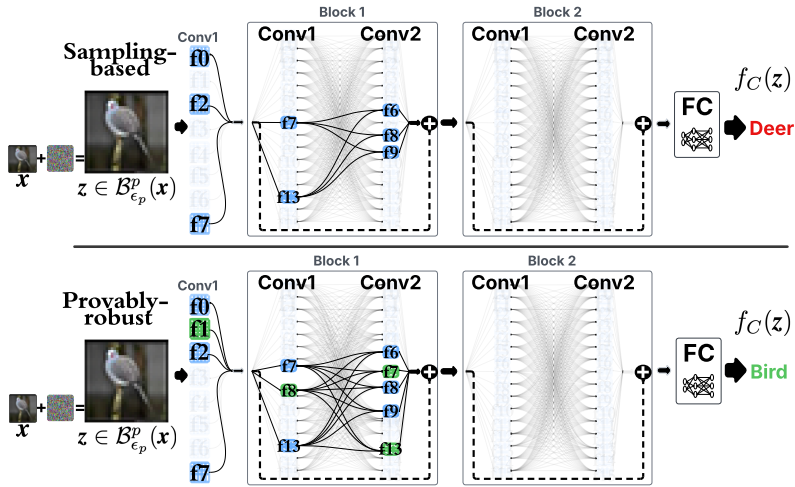 Sampling-
based
x
+
=
z ∈ B^p_{ϵ_p}(x)
Conv1
f0
f2
f7
Block 1
Conv1
Conv2
f7
f13
f6
f8
f9
+
Block 2
Conv1
Conv2
+
FC
f_C(z)
Deer
Provably-
robust
x
+
=
z ∈ B^p_{ϵ_p}(x)
Conv1
f0
f1
f2
f7
Block 1
Conv1
Conv2
f7
f8
f13
f6
f7
f8
f9
f13
+
Block 2
Conv1
Conv2
+
FC
f_C(z)
Bird